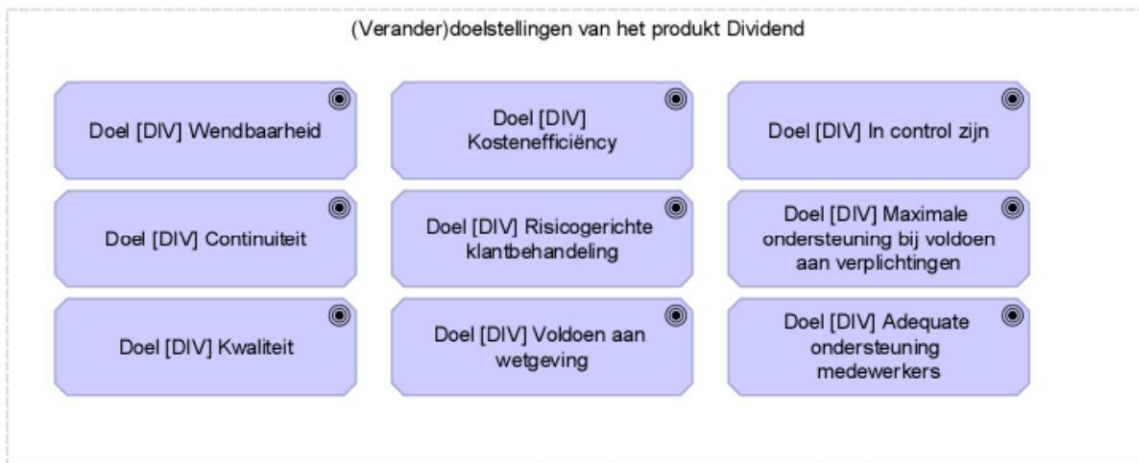 (Verander)doelstellingen van het produkt Dividend
Doel [DIV] Wendbaarheid
Doel [DIV]
Kostenefficiëncy
Doel [DIV] In control zijn
Doel [DIV] Continuiteit
Doel [DIV] Risicogerichte
klantbehandeling
Doel [DIV] Maximale
ondersteuning bij voldoen
aan verplichtingen
Doel [DIV] Kwaliteit
Doel [DIV] Voldoen aan
wetgeving
Doel [DIV] Adequate
ondersteuning
medewerkers